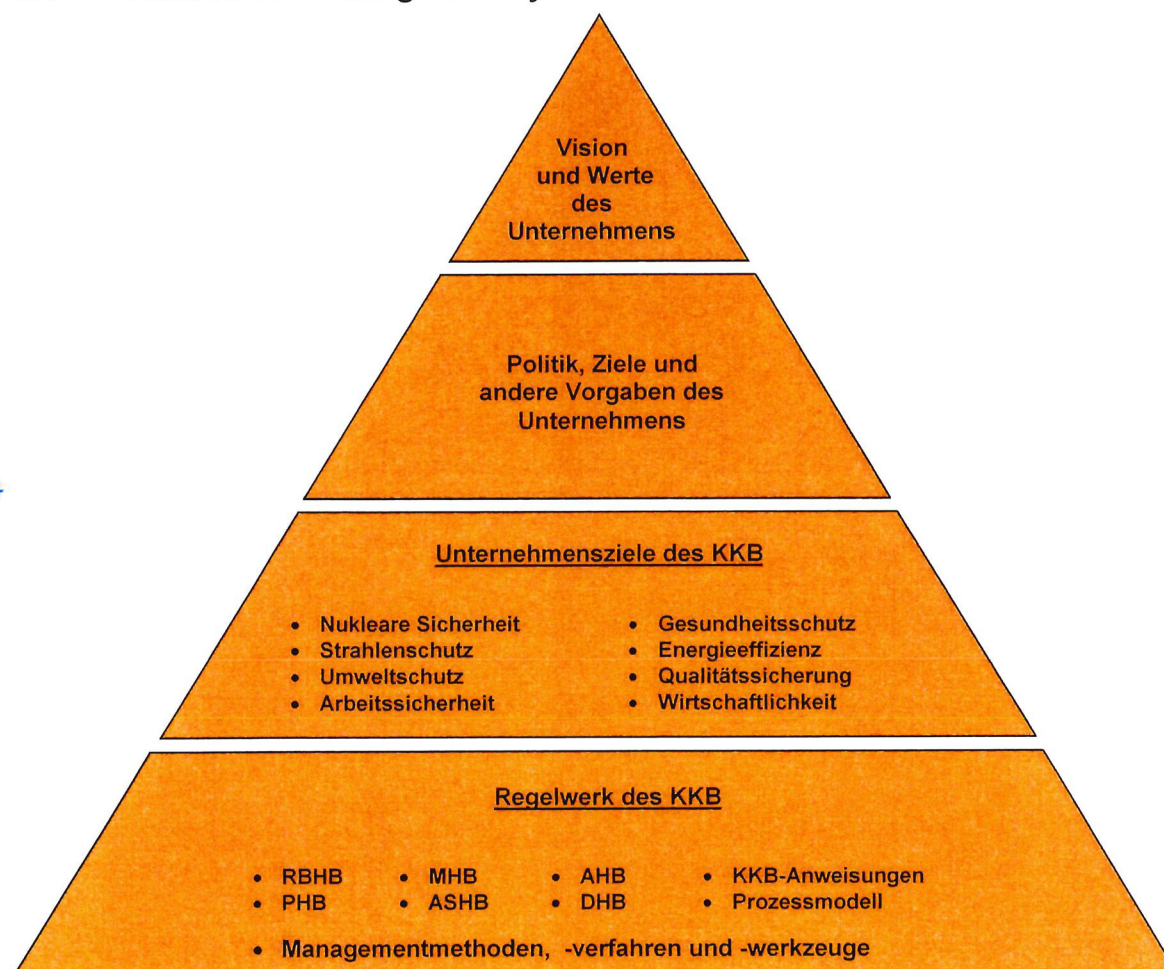 Vision
und Werte
des
Unternehmens
Politik, Ziele und
andere Vorgaben des
Unternehmens
Unternehmensziele des KKB
• Nukleare Sicherheit
• Strahlenschutz
• Umweltschutz
• Arbeitssicherheit
• Gesundheitsschutz
• Energieeffizienz
• Qualitätssicherung
• Wirtschaftlichkeit
Regelwerk des KKB
• RBHB • MHB • AHB • KKB-Anweisungen
• PHB • ASHB • DHB • Prozessmodell
• Managementmethoden, -verfahren und -werkzeuge